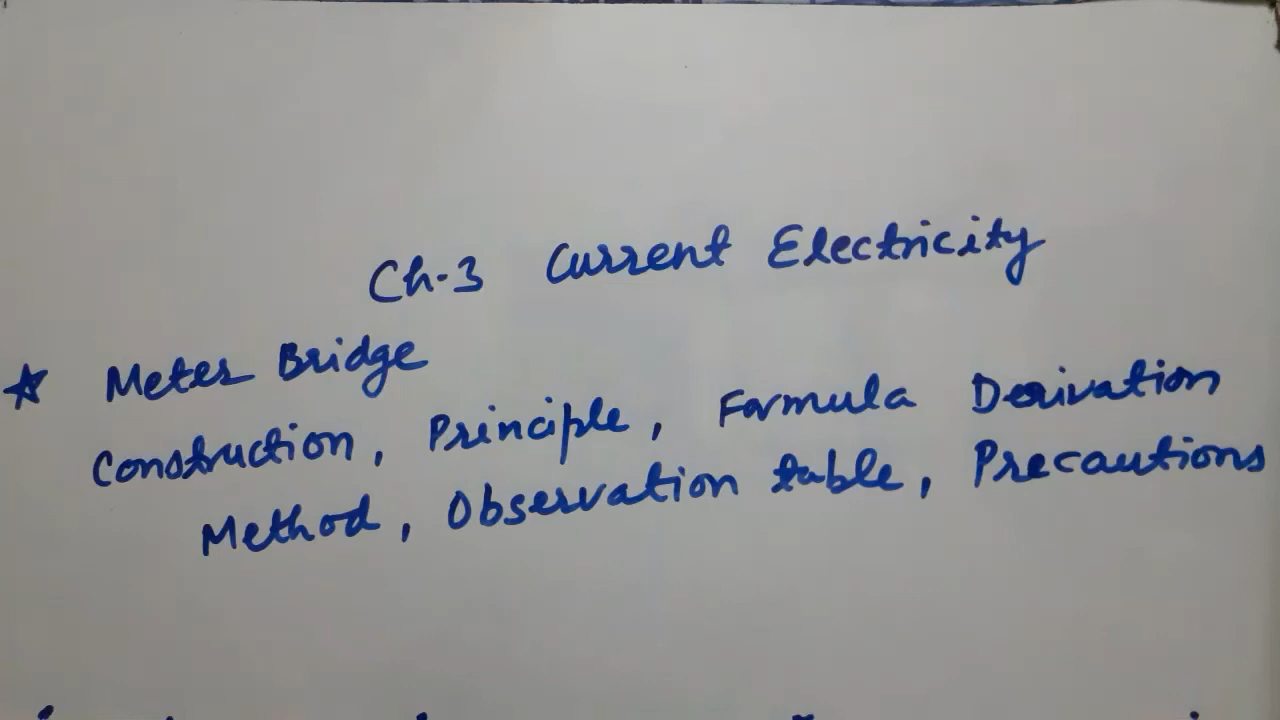 Ch-3 Current Electricity
☆ Meter Bridge
Construction, Principle, Formula Derivation
Method, Observation table, Precautions